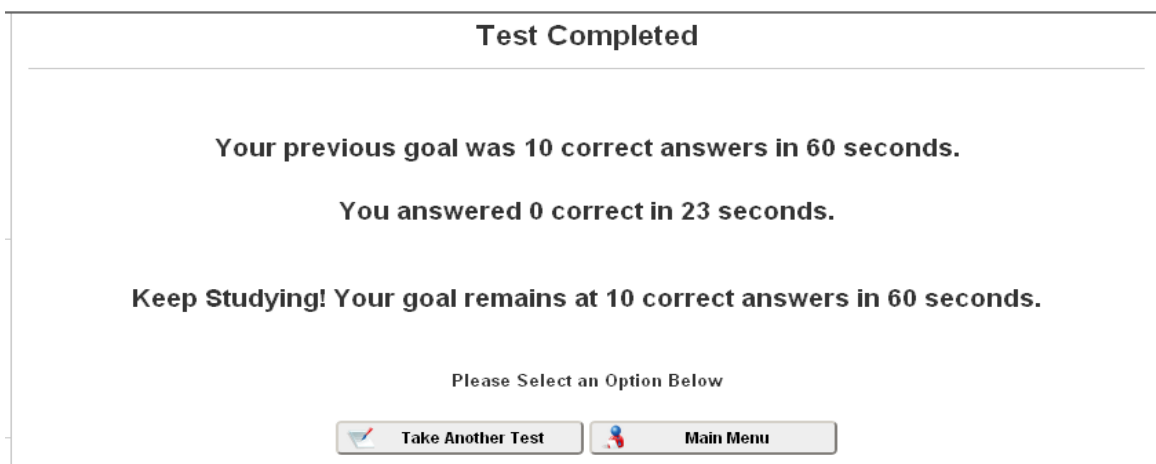 Test Completed
Your previous goal was 10 correct answers in 60 seconds.
You answered 0 correct in 23 seconds.
Keep Studying! Your goal remains at 10 correct answers in 60 seconds.
Please Select an Option Below
Take Another Test
Main Menu